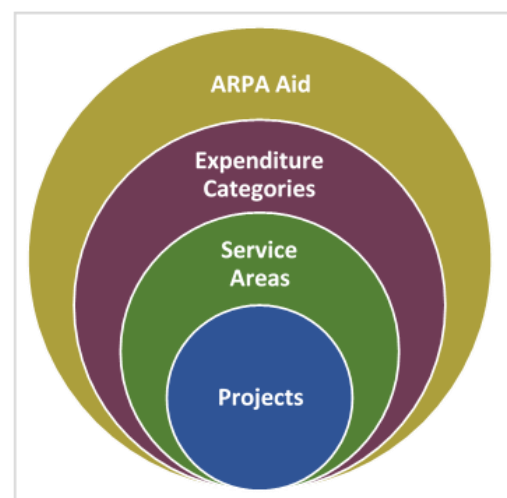 ARPA Aid
Expenditure
Categories
Service
Areas
Projects